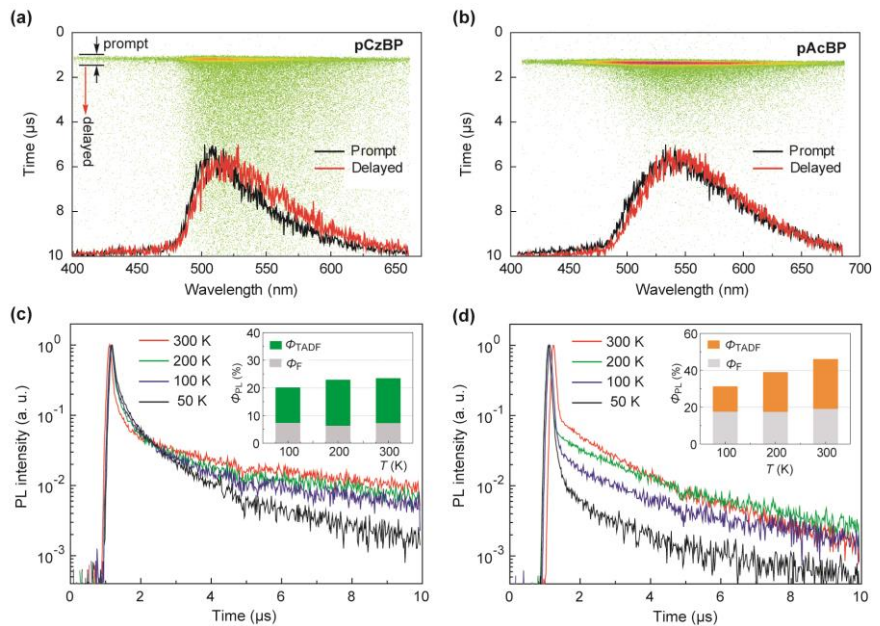 (a)
pCzBP
prompt
delayed
Prompt
Delayed
0
2
4
6
8
10
Time (µs)
400 450 500 550 600 650
Wavelength (nm)
(b)
pAcBP
Prompt
Delayed
0
2
4
6
8
10
Time (µs)
400 450 500 550 600 650 700
Wavelength (nm)
(c)
300 K
200 K
100 K
50 K
10⁰
10⁻¹
10⁻²
10⁻³
PL intensity (a. u.)
0 2 4 6 8 10
Time (µs)
Φ_TADF
Φ_F
40
30
20
10
0
Φ_PL (%)
100 200 300
T (K)
(d)
300 K
200 K
100 K
50 K
10⁰
10⁻¹
10⁻²
10⁻³
PL intensity (a. u.)
0 2 4 6 8 10
Time (µs)
Φ_TADF
Φ_F
60
40
20
0
Φ_PL (%)
100 200 300
T (K)